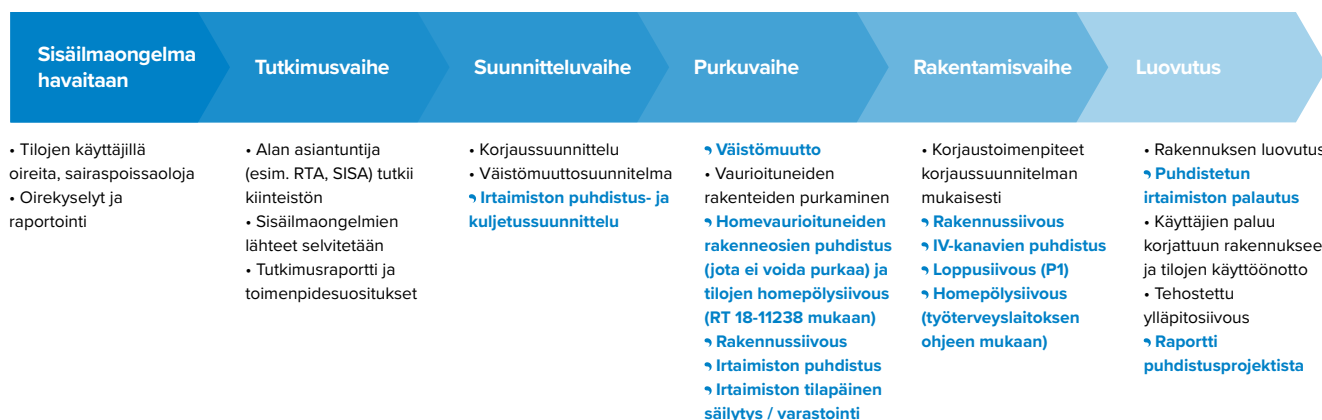 Sisäilmaongelma
havaitaan
Tutkimusvaihe
Suunnitteluvaihe
Purkuvaihe
Rakentamisvaihe
Luovutus
• Tilojen käyttäjillä
oireita, sairaspoissaoloja
• Oirekyselyt ja
raportointi
• Alan asiantuntija
(esim. RTA, SISA) tutkii
kiinteistön
• Sisäilmaongelmien
lähteet selvitetään
• Tutkimusraportti ja
toimenpidesuositukset
• Korjaussuunnittelu
• Väistömuuttosuunnitelma
Irtaimiston puhdistus- ja
kuljetussuunnittelu
Väistömuutto
• Vaurioituneiden
rakenteiden purkaminen
Homevaurioituneiden
rakenneosien puhdistus
(jota ei voida purkaa) ja
tilojen homepölysiivous
(RT 18-11238 mukaan)
Rakennussiivous
Irtaimiston puhdistus
Irtaimiston tilapäinen
säilytys / varastointi
• Korjaustoimenpiteet
korjaussuunnitelman
mukaisesti
Rakennussiivous
IV-kanavien puhdistus
Loppusiivous (P1)
Homepölysiivous
(työterveyslaitoksen
ohjeen mukaan)
• Rakennuksen luovutus
Puhdistetun
irtaimiston palautus
• Käyttäjien paluu
korjattuun rakennuksee
ja tilojen käyttöönotto
• Tehostettu
ylläpitosiivous
Raportti
puhdistusprojektista